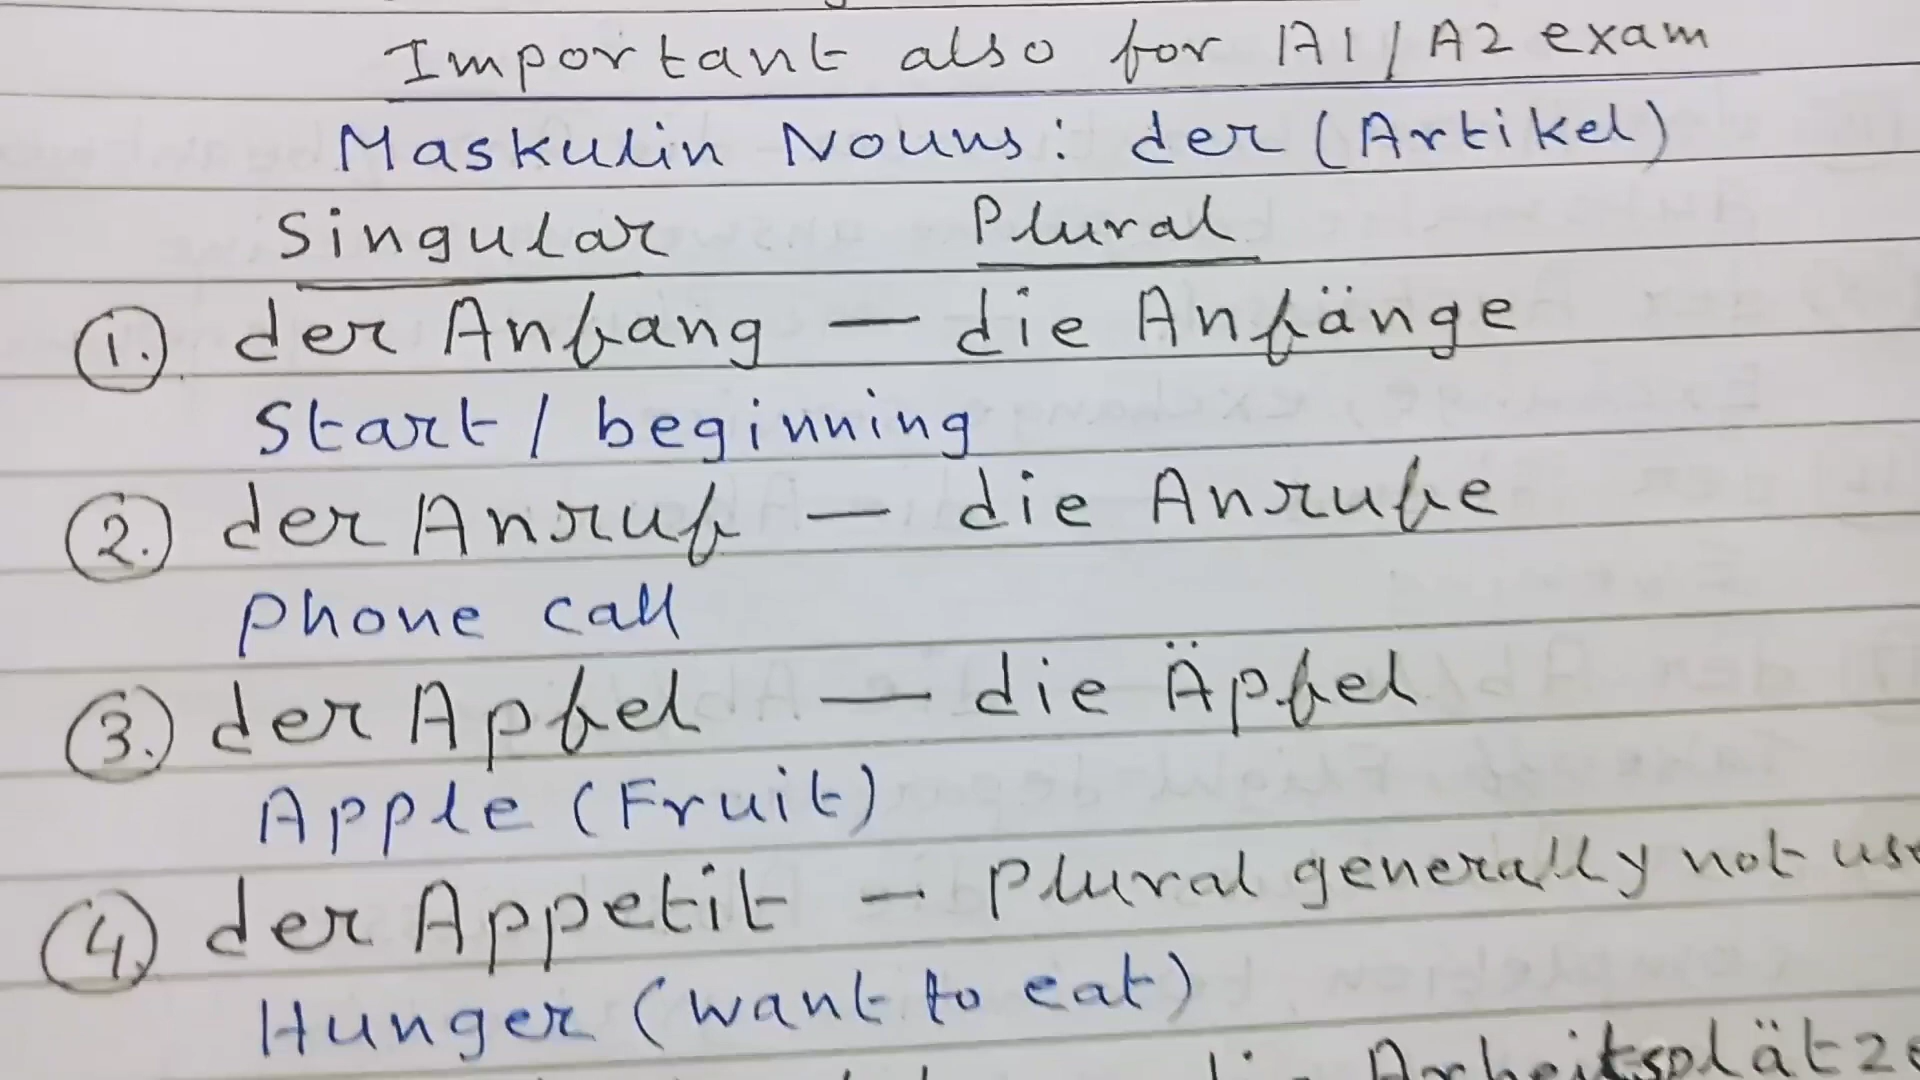 Important also for A1/A2 exam
Maskulin Nouns: der (Artikel)
Singular Plural
1. der Anfang — die Anfänge
Start / beginning
2. der Anruf — die Anrufe
Phone call
3. der Apfel — die Äpfel
Apple (Fruit)
4. der Appetit — Plural generally not
Hunger (want to eat)
Arbeitsplätze